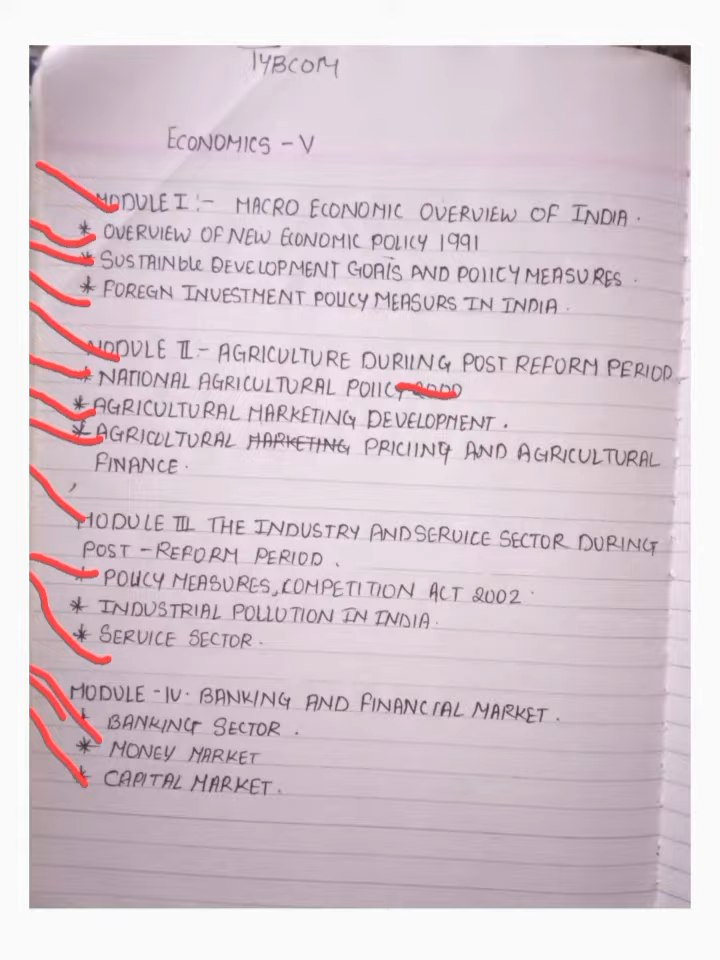 TYBCOM
ECONOMICS - V
MODULE I :- MACRO ECONOMIC OVERVIEW OF INDIA .
* OVERVIEW OF NEW ECONOMIC POLICY 1991
* SUSTAINBLE DEVELOPMENT GOALS AND POLICY MEASURES .
* FOREGN INVESTMENT POLICY MEASURS IN INDIA .
MODULE II - AGRICULTURE DURIING POST REFORM PERIOD .
* NATIONAL AGRICULTURAL POLICY 2000
* AGRICULTURAL MARKETING DEVELOPMENT .
* AGRICULTURAL MARKETING PRICIING AND AGRICULTURAL
FINANCE .
MODULE III THE INDUSTRY AND SERVICE SECTOR DURING
POST - REFORM PERIOD .
* POLICY MEASURES, COMPETITION ACT 2002 .
* INDUSTRIAL POLLUTION IN INDIA .
* SERVICE SECTOR .
MODULE - IV . BANKING AND FINANCIAL MARKET .
* BANKING SECTOR .
* MONEY MARKET
* CAPITAL MARKET .